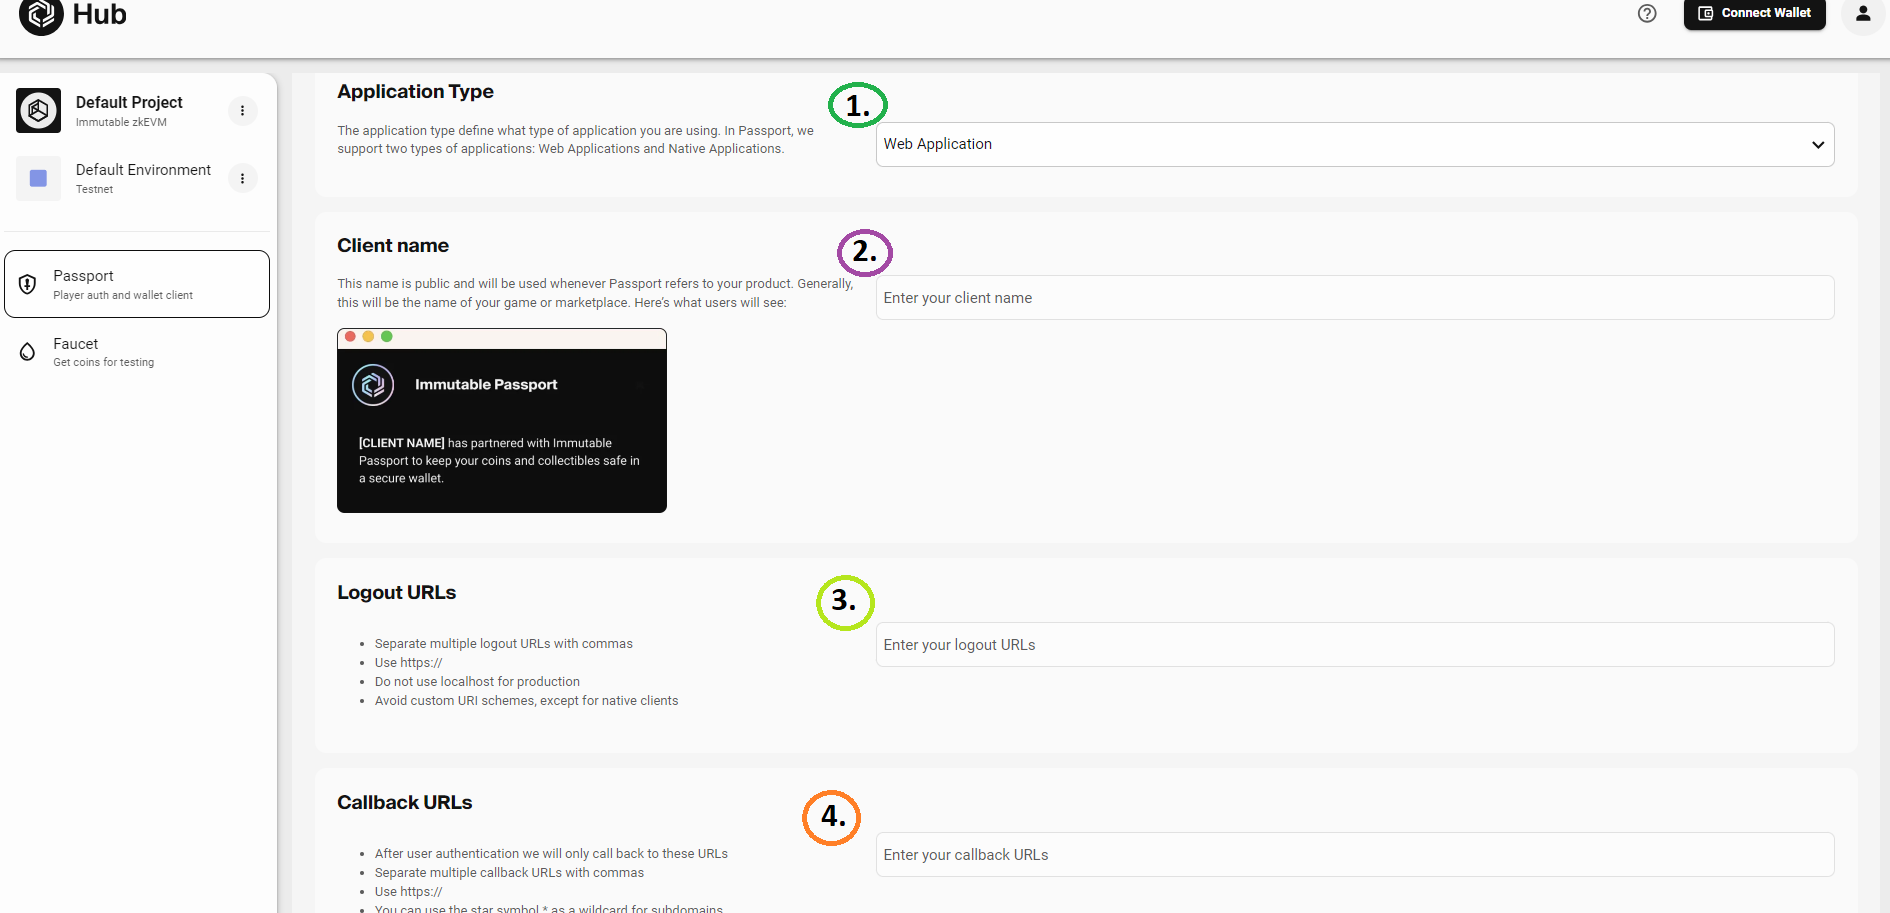 Hub
Connect Wallet
Default Project
Immutable zkEVM
Default Environment
Testnet
Passport
Player auth and wallet client
Faucet
Get coins for testing
Application Type
The application type define what type of application you are using. In Passport, we
support two types of applications: Web Applications and Native Applications.
1.
Web Application
Client name
This name is public and will be used whenever Passport refers to your product. Generally,
this will be the name of your game or marketplace. Here's what users will see:
2.
Enter your client name
Immutable Passport
[CLIENT NAME] has partnered with Immutable
Passport to keep your coins and collectibles safe in
a secure wallet.
Logout URLs
• Separate multiple logout URLs with commas
• Use https://
• Do not use localhost for production
• Avoid custom URI schemes, except for native clients
3.
Enter your logout URLs
Callback URLs
• After user authentication we will only call back to these URLs
• Separate multiple callback URLs with commas
• Use https://
• You can use the star symbol * as a wildcard for subdomains
4.
Enter your callback URLs